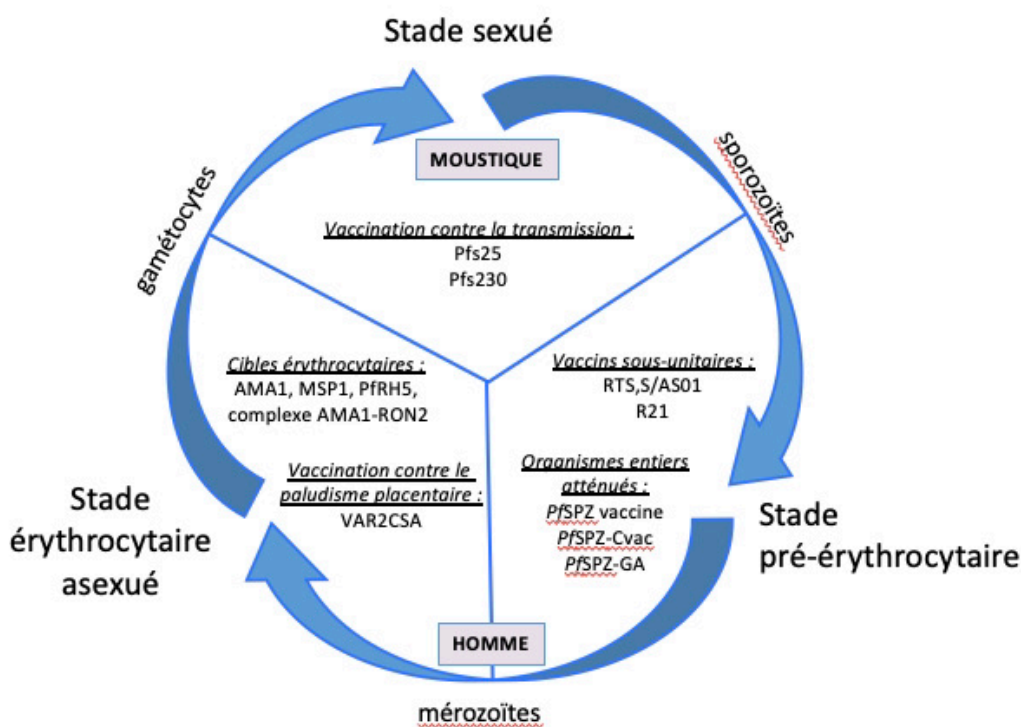 Stade sexué
MOUSTIQUE
gamétocytes
sporozoïtes
Vaccination contre la transmission :
Pfs25
Pfs230
Cibles érythrocytaires :
AMA1, MSP1, PfRH5,
complexe AMA1-RON2
Vaccination contre le
paludisme placentaire :
VAR2CSA
Vaccins sous-unitaires :
RTS,S/AS01
R21
Organismes entiers
atténués :
PfSPZ vaccine
PfSPZ-Cvac
PfSPZ-GA
Stade
érythrocytaire
asexué
Stade
pré-érythrocytaire
HOMME
mérozoïtes